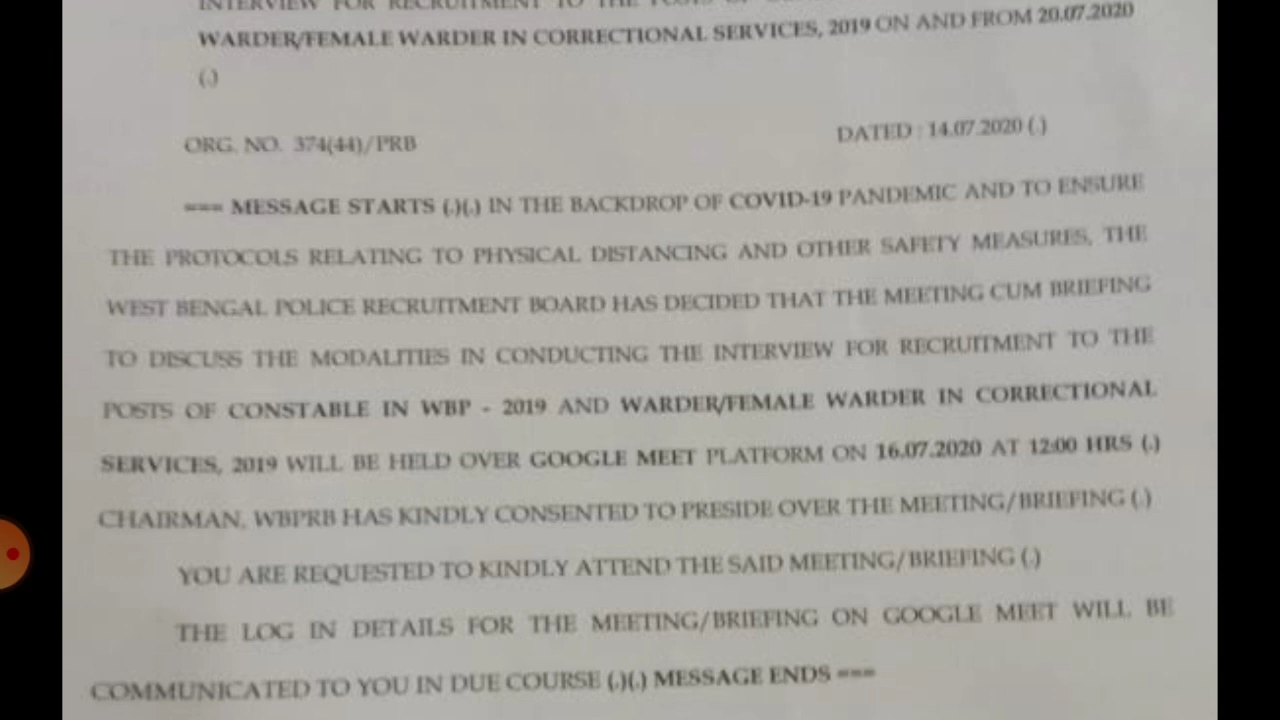 INTERVIEW FOR RECRUITMENT TO THE POSTS OF
WARDER/FEMALE WARDER IN CORRECTIONAL SERVICES, 2019 ON AND FROM 20.07.2020
(.)
ORG. NO. 374(44)/PRB DATED : 14.07.2020 (.)
=== MESSAGE STARTS (.)(.) IN THE BACKDROP OF COVID-19 PANDEMIC AND TO ENSURE
THE PROTOCOLS RELATING TO PHYSICAL DISTANCING AND OTHER SAFETY MEASURES, THE
WEST BENGAL POLICE RECRUITMENT BOARD HAS DECIDED THAT THE MEETING CUM BRIEFING
TO DISCUSS THE MODALITIES IN CONDUCTING THE INTERVIEW FOR RECRUITMENT TO THE
POSTS OF CONSTABLE IN WBP - 2019 AND WARDER/FEMALE WARDER IN CORRECTIONAL
SERVICES, 2019 WILL BE HELD OVER GOOGLE MEET PLATFORM ON 16.07.2020 AT 12:00 HRS (.)
CHAIRMAN, WBPRB HAS KINDLY CONSENTED TO PRESIDE OVER THE MEETING/BRIEFING (.)
YOU ARE REQUESTED TO KINDLY ATTEND THE SAID MEETING/BRIEFING (.)
THE LOG IN DETAILS FOR THE MEETING/BRIEFING ON GOOGLE MEET WILL BE
COMMUNICATED TO YOU IN DUE COURSE (.)(.) MESSAGE ENDS ===